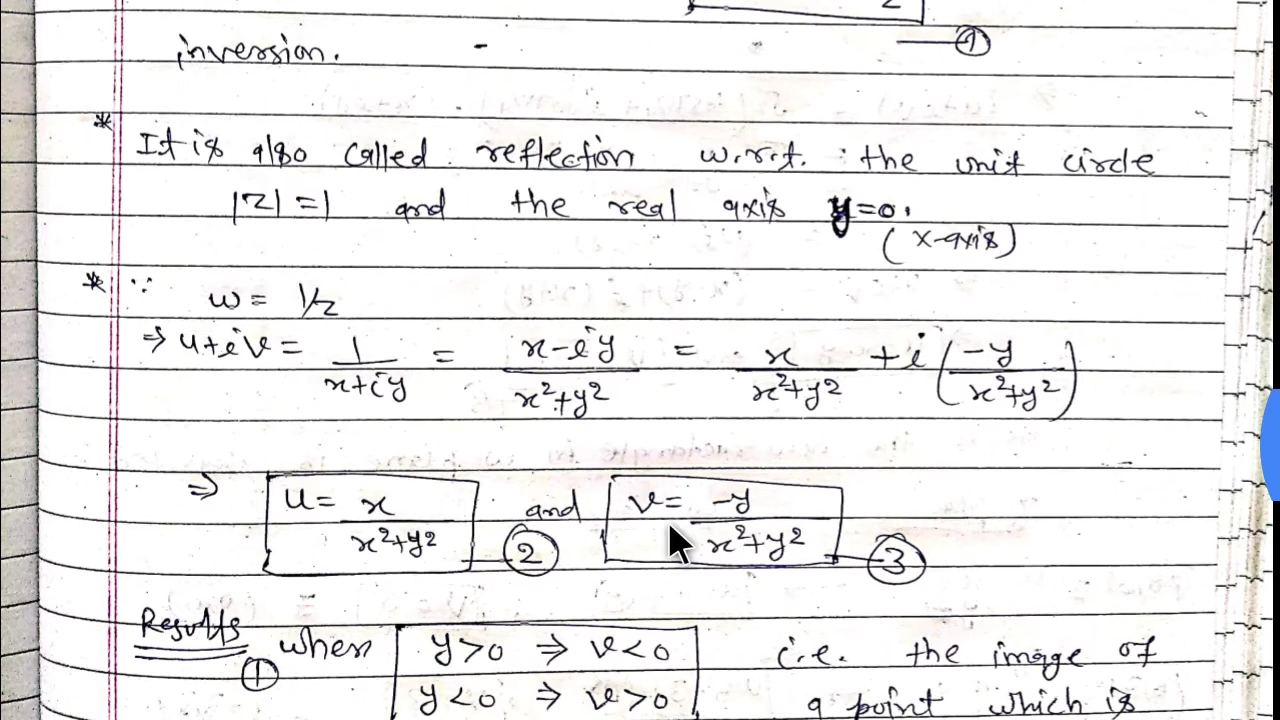 2
inversion. - ①
* It is also called reflection w.r.t. the unit circle
|z|=1 and the real axis y=0.
(x-axis)
* ∵ w = 1/z
⇒ u+iv = 1/(x+iy) = (x-iy)/(x²+y²) = x/(x²+y²) + i(-y/(x²+y²))
⇒ u = x/(x²+y²) — ② and v = -y/(x²+y²) — ③
Results
① when y>0 ⇒ v<0 i.e. the image of
y<0 ⇒ v>0 a point which is